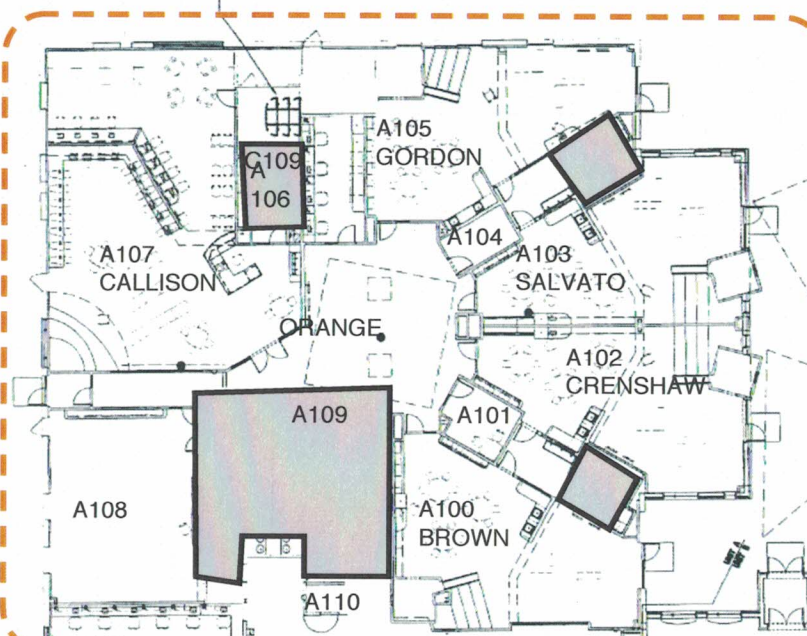 A105
GORDON
C109
A
106
A104
A103
SALVATO
A107
CALLISON
ORANGE
A102
CRENSHAW
A109
A101
A108
A100
BROWN
A110